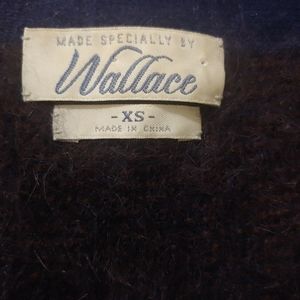 MADE SPECIALLY BY
Wallace
- XS -
MADE IN CHINA